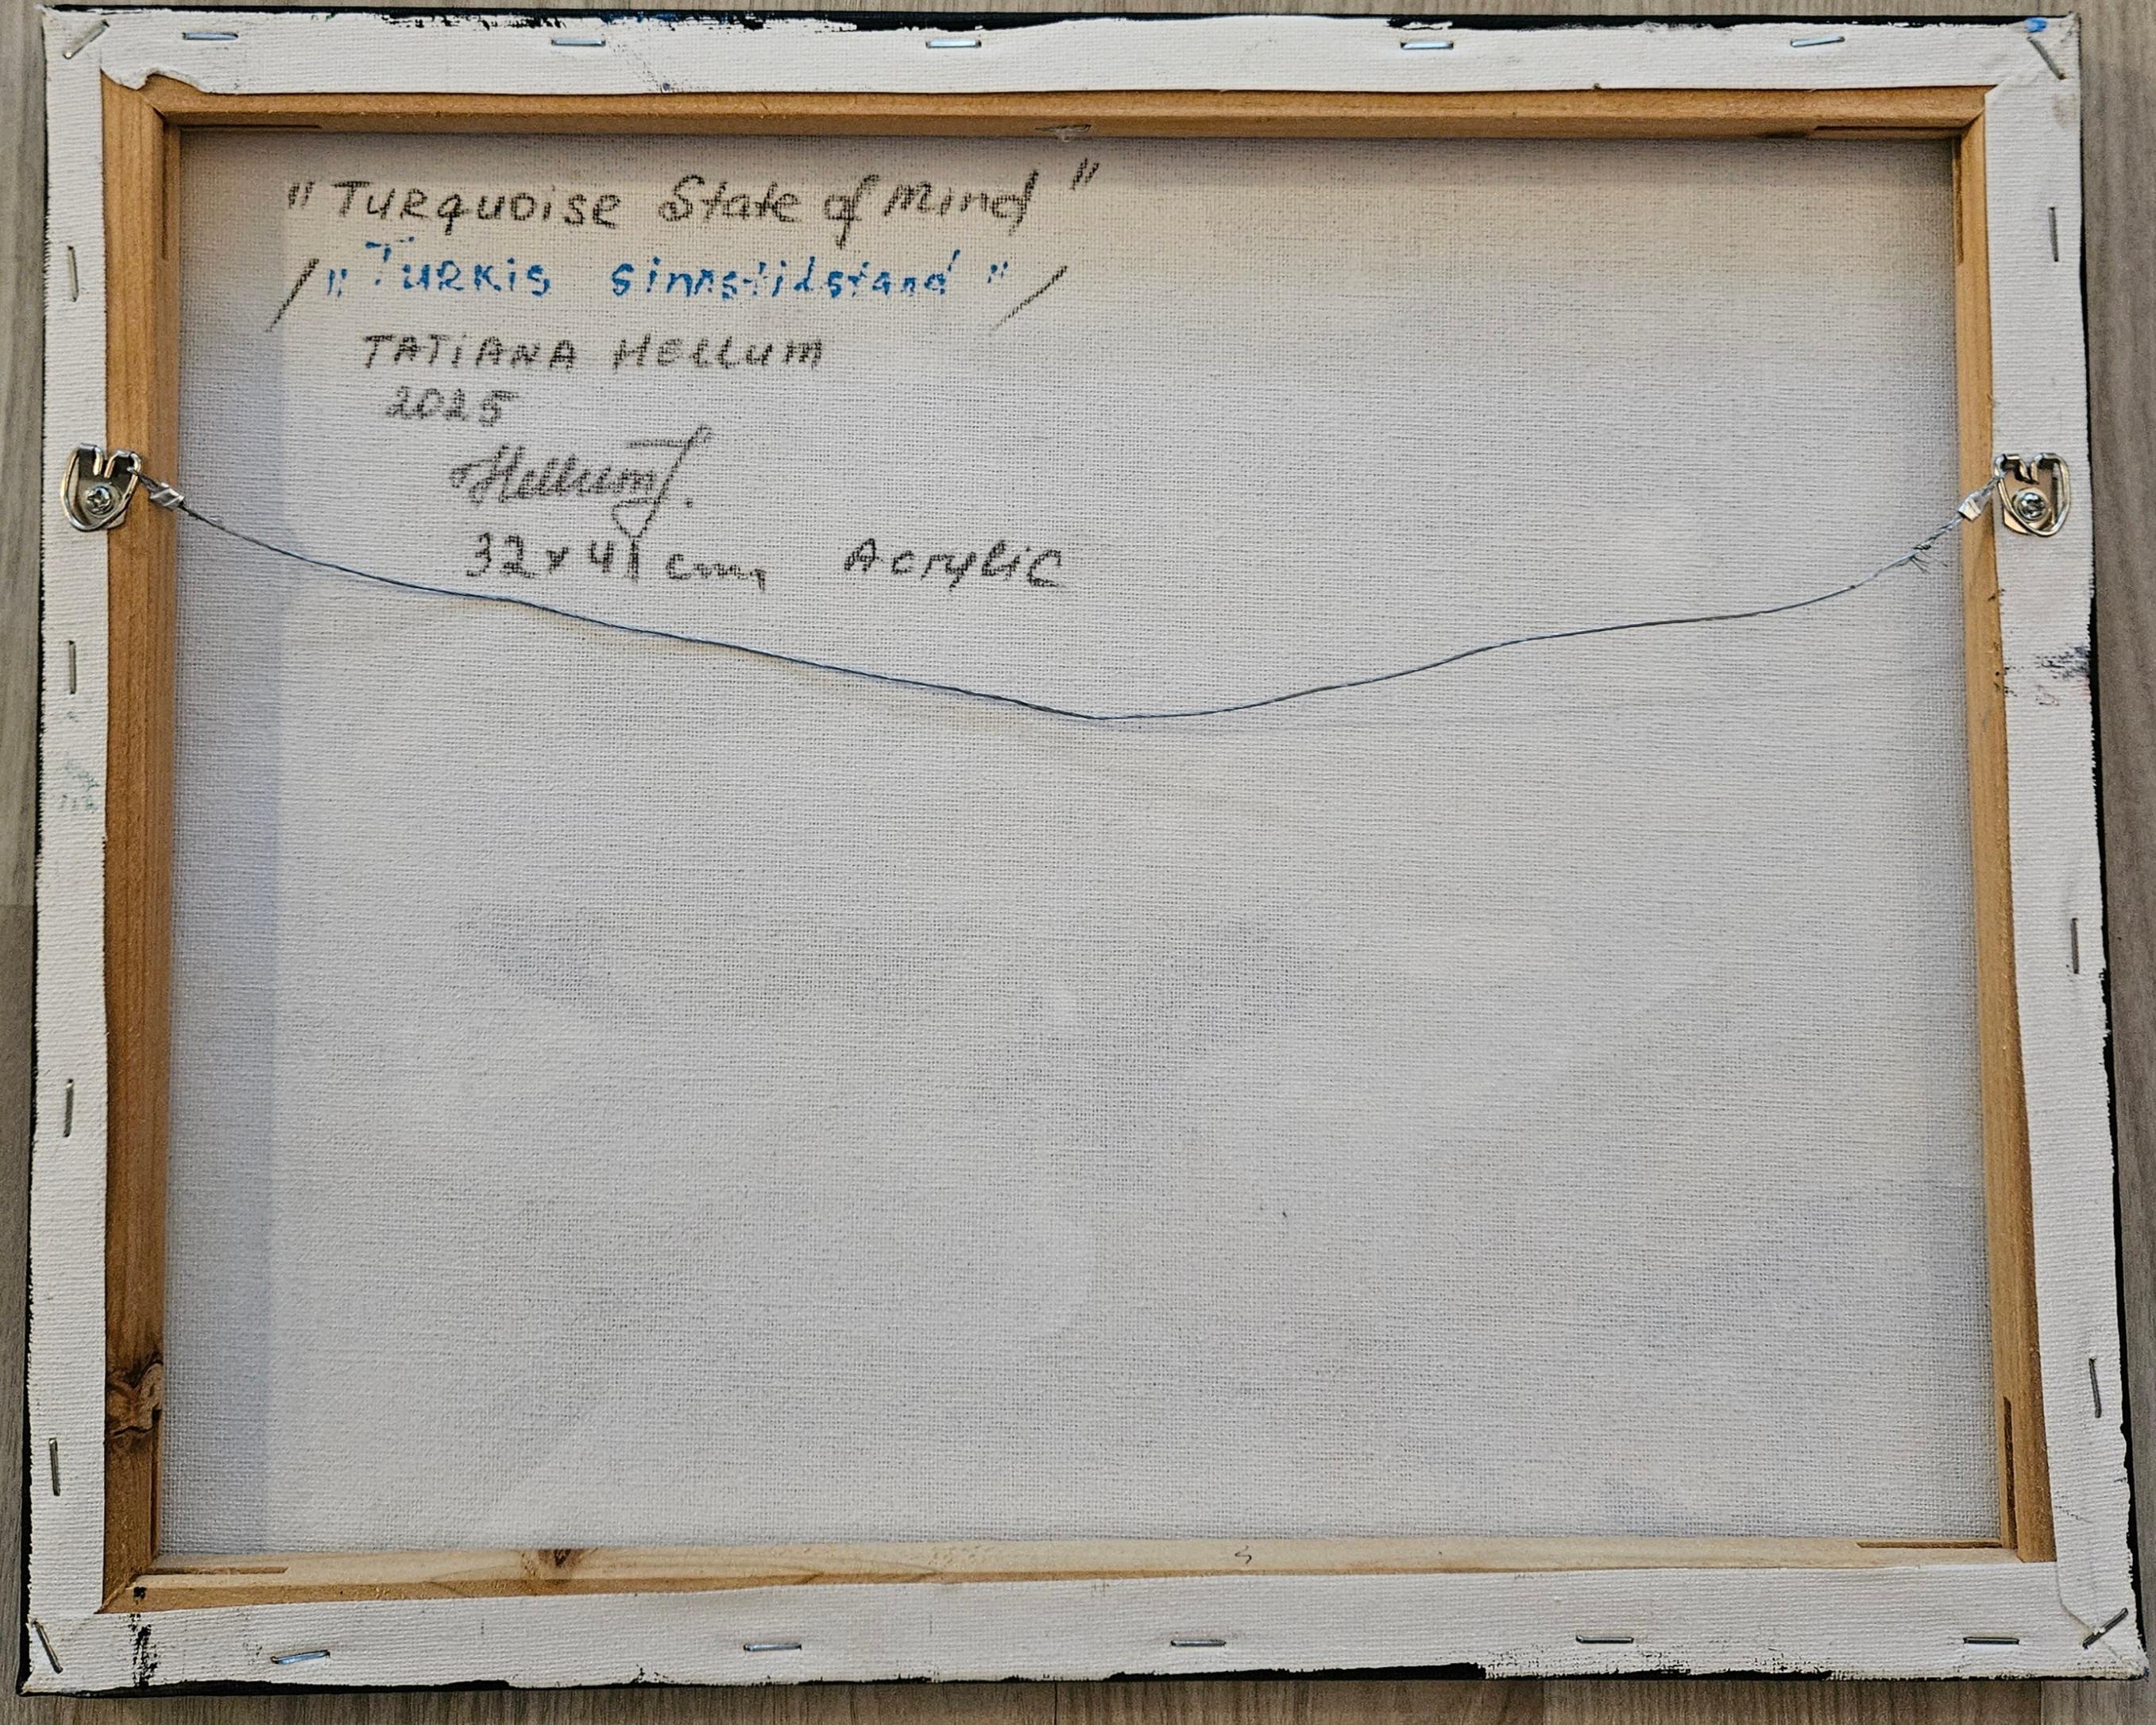 "Turquoise State of Mind"
/"Turkis sinnstilstand"/
TATiANA HELLUM
2025
Hellum T.
32x41 cm Acrylic